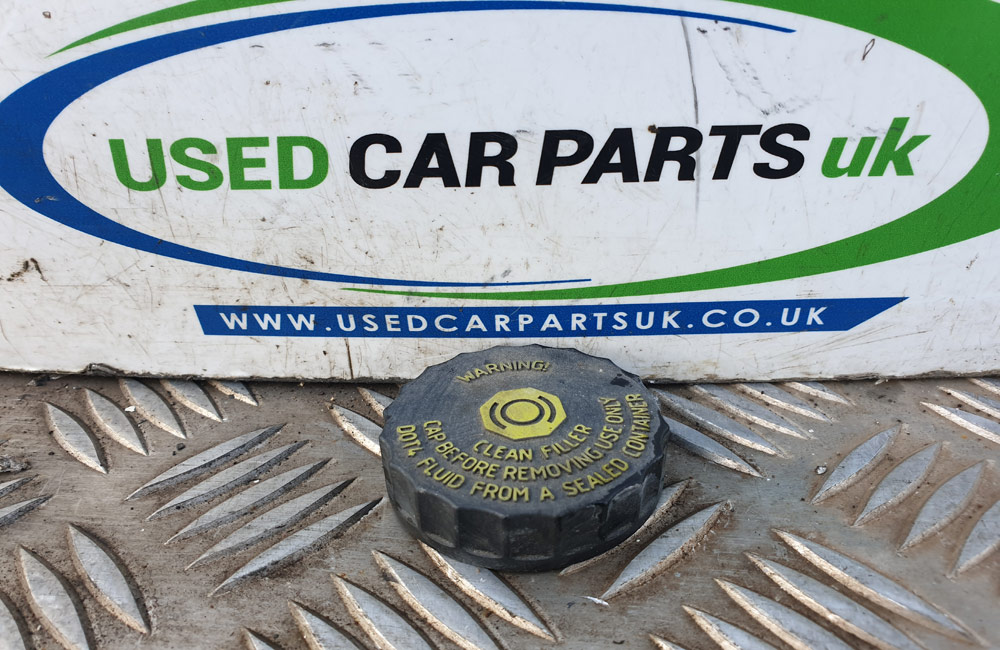 USED CAR PARTS uk
WWW.USEDCARPARTSUK.CO.UK
WARNING!
CLEAN FILLER
CAP BEFORE REMOVING.USE ONLY
DOT4 FLUID FROM A SEALED CONTAINER